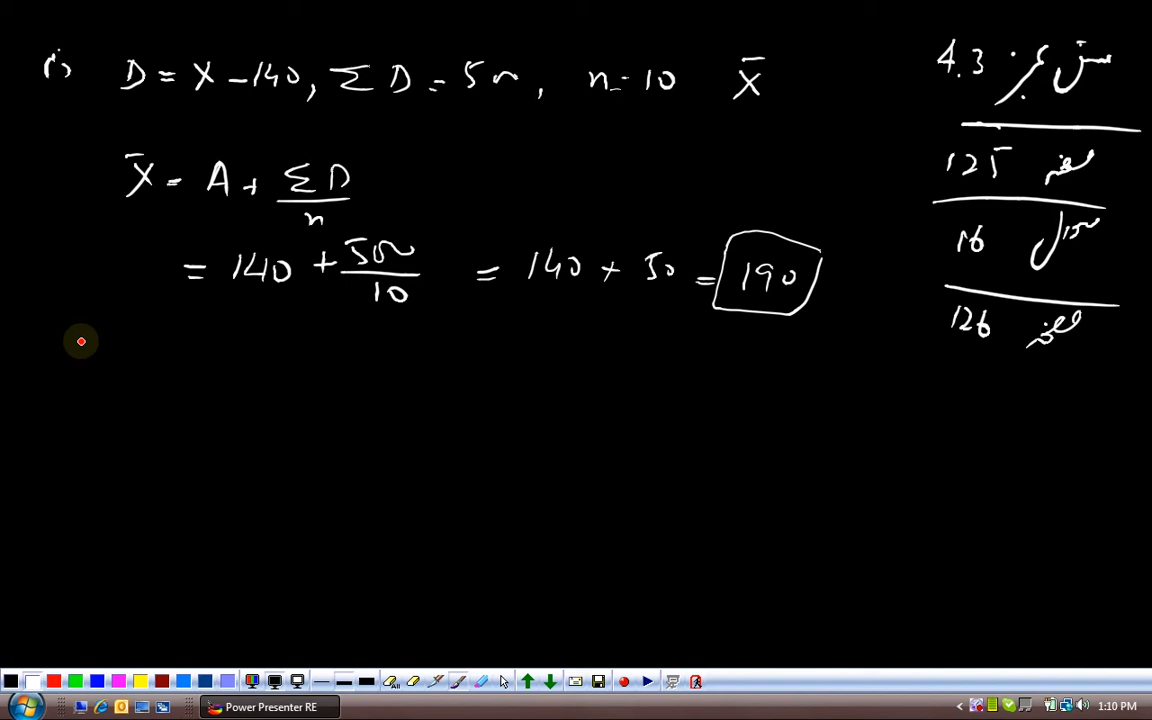 (i) D = X - 140, ΣD = 500, n = 10 X̄
X̄ = A + ΣD/n
= 140 + 500/10 = 140 + 50 = 190
4.3 مشق نمبر
125 صفحہ
16 سوال
126 صفحہ
Power Presenter RE
1:10 PM